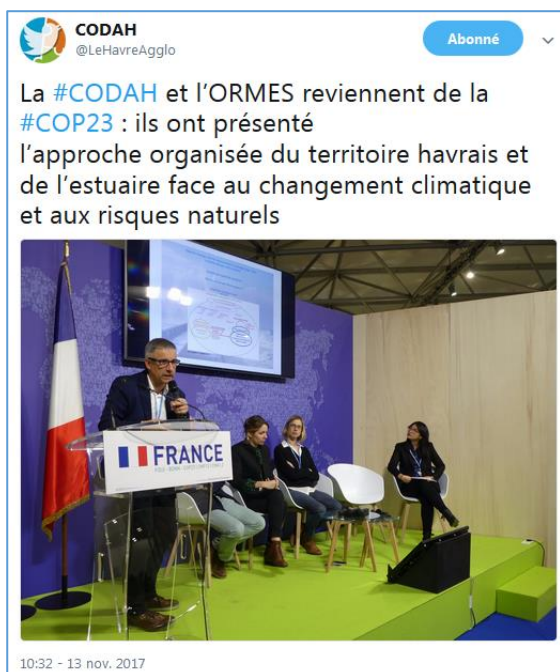 CODAH
@LeHavreAgglo
Abonné
La #CODAH et l’ORMES reviennent de la
#COP23 : ils ont présenté
l’approche organisée du territoire havrais et
de l’estuaire face au changement climatique
et aux risques naturels
FRANCE
10:32 - 13 nov. 2017